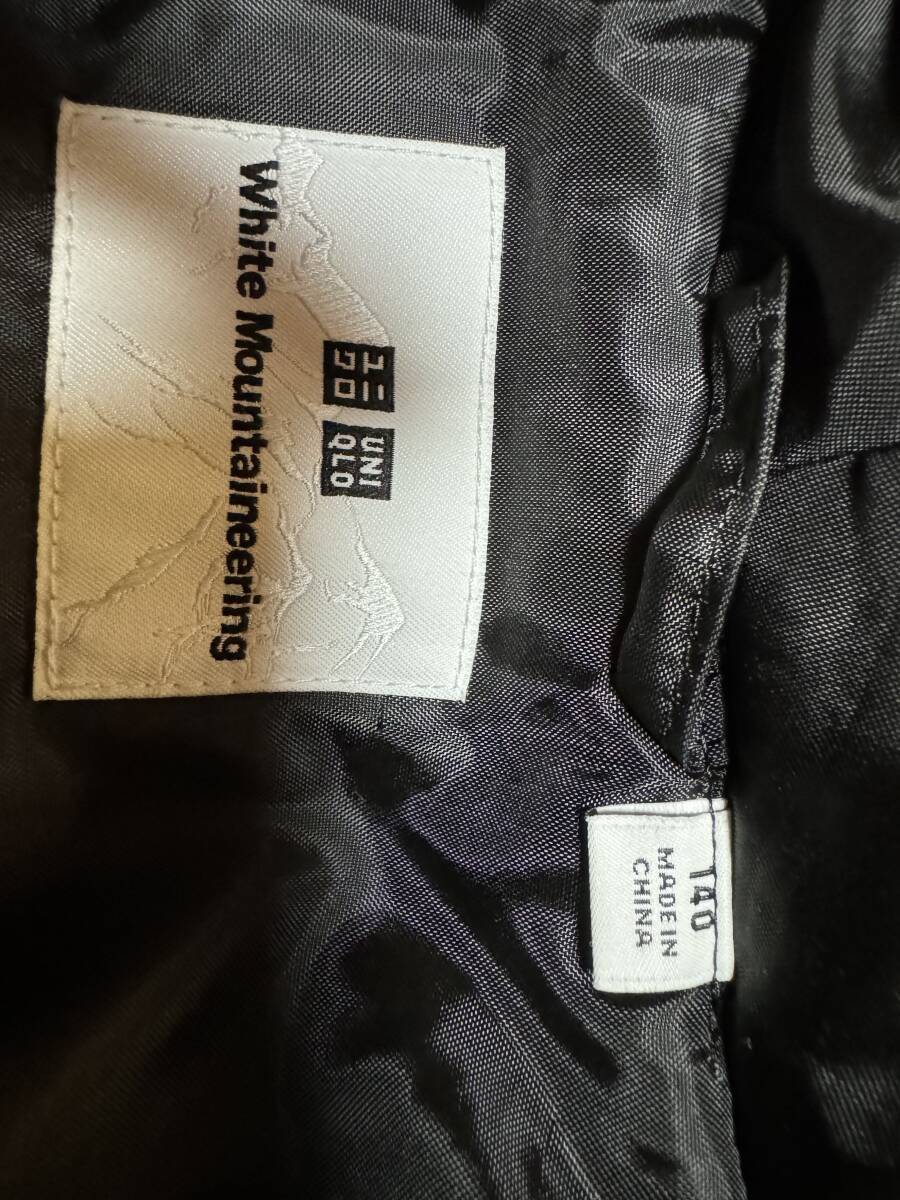 ユニ
クロ
UNI
QLO
White Mountaineering
140
MADE IN
CHINA